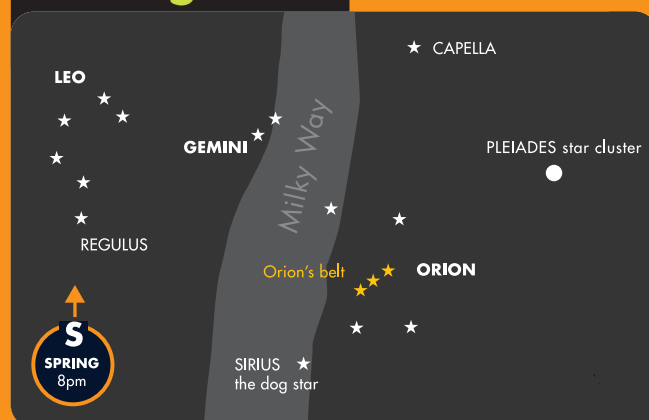 CAPELLA
LEO
GEMINI
Milky Way
PLEIADES star cluster
REGULUS
Orion's belt
ORION
S
SPRING
8pm
SIRIUS
the dog star